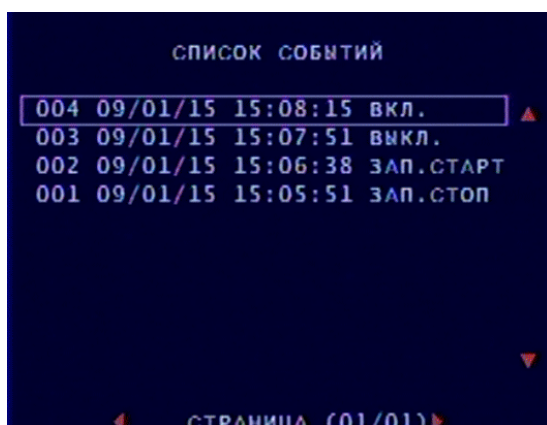 СПИСОК СОБЫТИЙ
004 09/01/15 15:08:15 ВКЛ.
003 09/01/15 15:07:51 ВЫКЛ.
002 09/01/15 15:06:38 ЗАП.СТАРТ
001 09/01/15 15:05:51 ЗАП.СТОП
СТРАНИЦА (01/01)